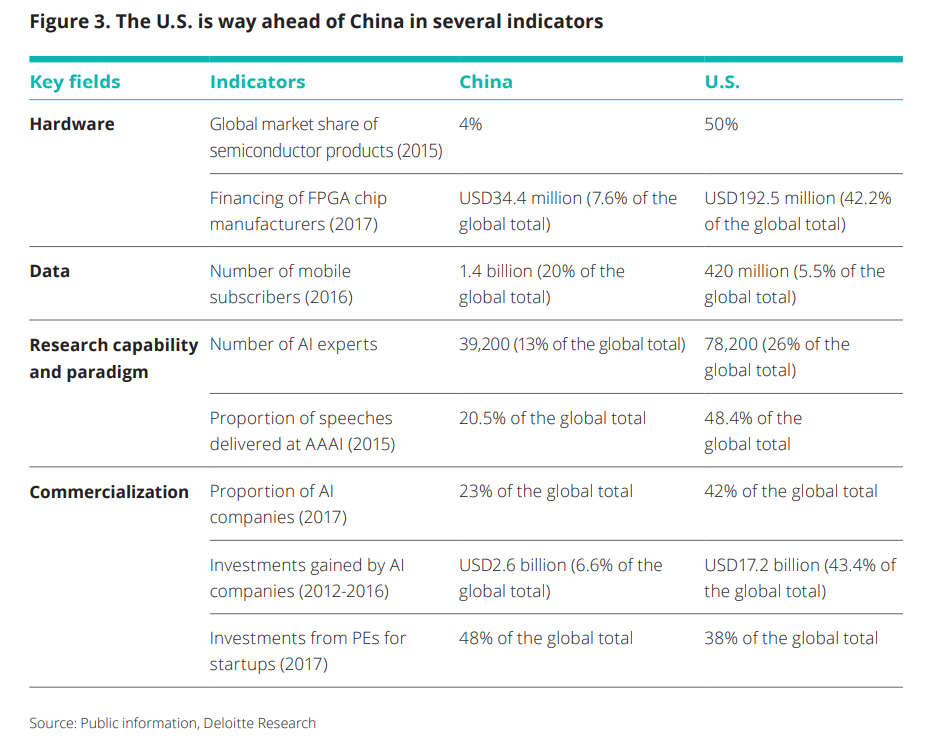 Figure 3. The U.S. is way ahead of China in several indicators
Key fields Indicators China U.S.
Hardware Global market share of 4% 50%
semiconductor products (2015)
Financing of FPGA chip USD34.4 million (7.6% of the USD192.5 million (42.2%
manufacturers (2017) global total) of the global total)
Data Number of mobile 1.4 billion (20% of the 420 million (5.5% of the
subscribers (2016) global total) global total)
Research capability Number of AI experts 39,200 (13% of the global total) 78,200 (26% of the
and paradigm global total)
Proportion of speeches 20.5% of the global total 48.4% of the
delivered at AAAI (2015) global total
Commercialization Proportion of AI 23% of the global total 42% of the global total
companies (2017)
Investments gained by AI USD2.6 billion (6.6% of the USD17.2 billion (43.4% of
companies (2012-2016) global total) the global total)
Investments from PEs for 48% of the global total 38% of the global total
startups (2017)
Source: Public information, Deloitte Research